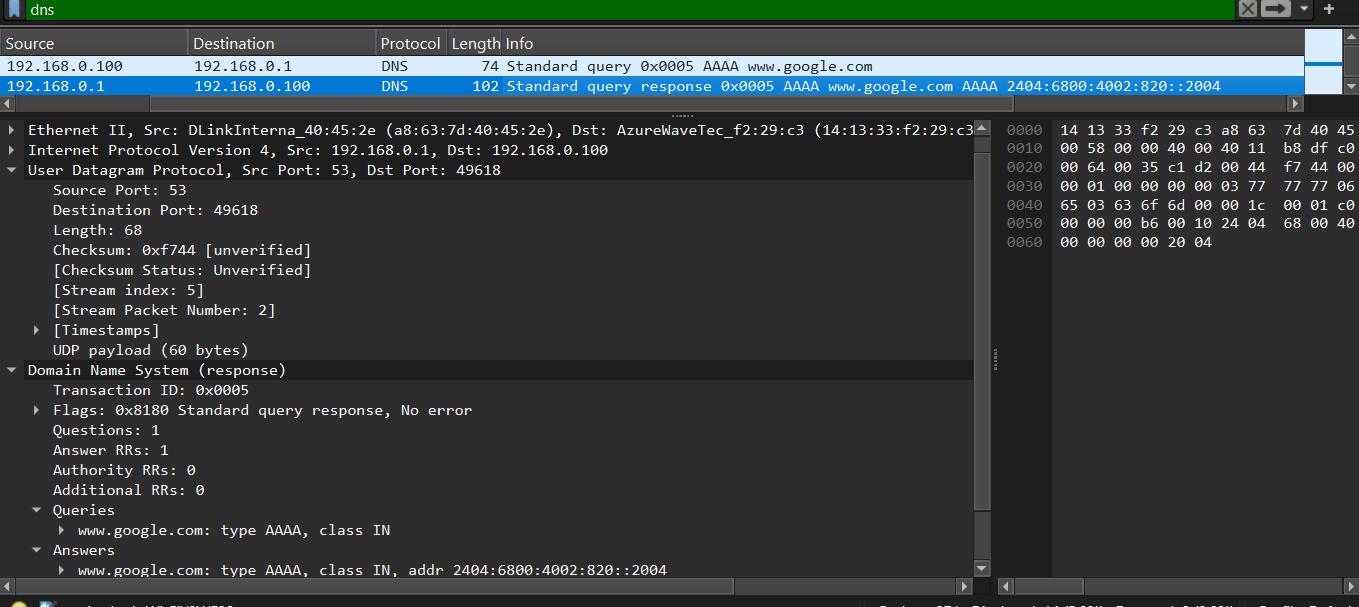 dns
Source Destination Protocol Length Info
192.168.0.100 192.168.0.1 DNS 74 Standard query 0x0005 AAAA www.google.com
192.168.0.1 192.168.0.100 DNS 102 Standard query response 0x0005 AAAA www.google.com AAAA 2404:6800:4002:820::2004
Ethernet II, Src: DLinkInterna_40:45:2e (a8:63:7d:40:45:2e), Dst: AzureWaveTec_f2:29:c3 (14:13:33:f2:29:c3
Internet Protocol Version 4, Src: 192.168.0.1, Dst: 192.168.0.100
User Datagram Protocol, Src Port: 53, Dst Port: 49618
Source Port: 53
Destination Port: 49618
Length: 68
Checksum: 0xf744 [unverified]
[Checksum Status: Unverified]
[Stream index: 5]
[Stream Packet Number: 2]
[Timestamps]
UDP payload (60 bytes)
Domain Name System (response)
Transaction ID: 0x0005
Flags: 0x8180 Standard query response, No error
Questions: 1
Answer RRs: 1
Authority RRs: 0
Additional RRs: 0
Queries
www.google.com: type AAAA, class IN
Answers
www.google.com: type AAAA, class IN, addr 2404:6800:4002:820::2004
0000 14 13 33 f2 29 c3 a8 63 7d 40 45
0010 00 58 00 00 40 00 40 11 b8 df c0
0020 00 64 00 35 c1 d2 00 44 f7 44 00
0030 00 01 00 00 00 00 03 77 77 77 06
0040 65 03 63 6f 6d 00 00 1c 00 01 c0
0050 00 00 00 b6 00 10 24 04 68 00 40
0060 00 00 00 00 20 04